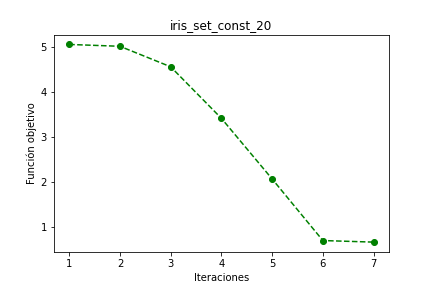 iris_set_const_20
Función objetivo
5
4
3
2
1
1 2 3 4 5 6 7
Iteraciones